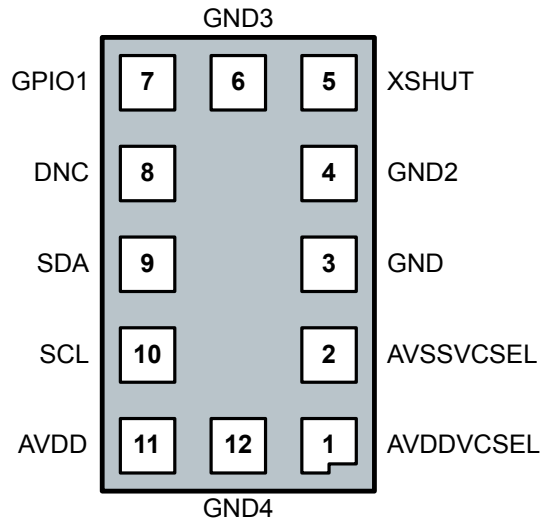 GND3
GPIO1 7 6 5 XSHUT
DNC 8 4 GND2
SDA 9 3 GND
SCL 10 2 AVSSVCSEL
AVDD 11 12 1 AVDDVCSEL
GND4